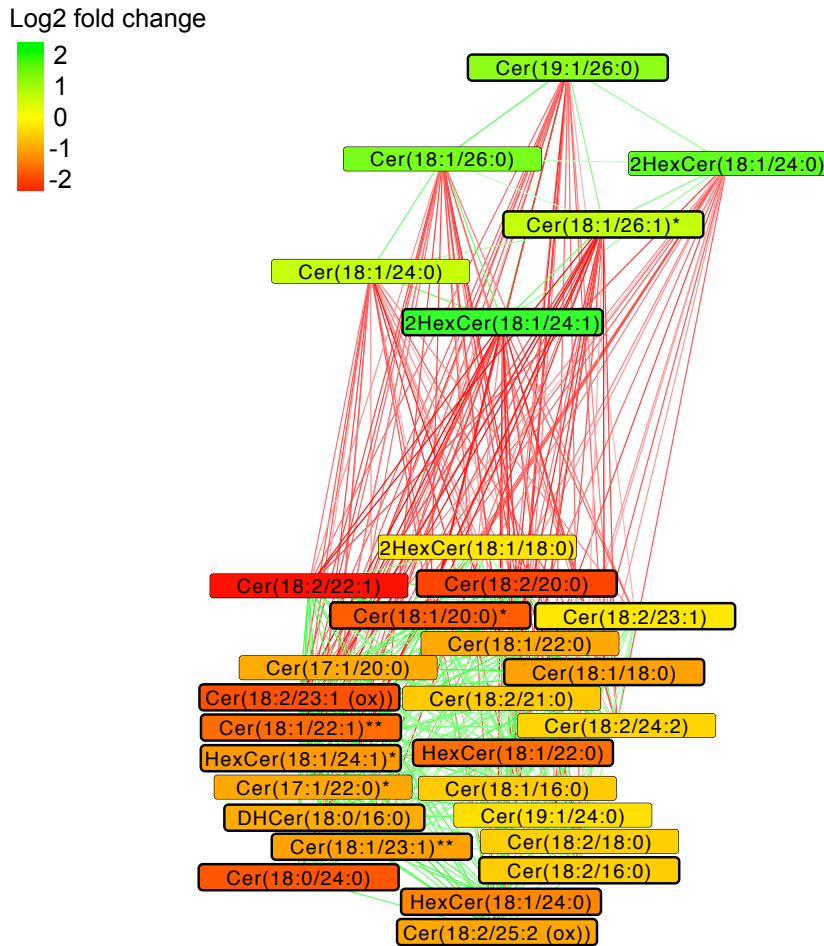 Log2 fold change
2
1
0
-1
-2
Cer(19:1/26:0)
Cer(18:1/26:0)
2HexCer(18:1/24:0)
Cer(18:1/26:1)*
Cer(18:1/24:0)
2HexCer(18:1/24:1)
2HexCer(18:1/18:0)
Cer(18:2/22:1)
Cer(18:2/20:0)
Cer(18:1/20:0)*
Cer(18:2/23:1)
Cer(18:1/22:0)
Cer(17:1/20:0)
Cer(18:1/18:0)
Cer(18:2/23:1 (ox))
Cer(18:2/21:0)
Cer(18:1/22:1)**
Cer(18:2/24:2)
HexCer(18:1/24:1)*
HexCer(18:1/22:0)
Cer(17:1/22:0)*
Cer(18:1/16:0)
DHCer(18:0/16:0)
Cer(19:1/24:0)
Cer(18:1/23:1)**
Cer(18:2/18:0)
Cer(18:2/16:0)
Cer(18:0/24:0)
HexCer(18:1/24:0)
Cer(18:2/25:2 (ox))